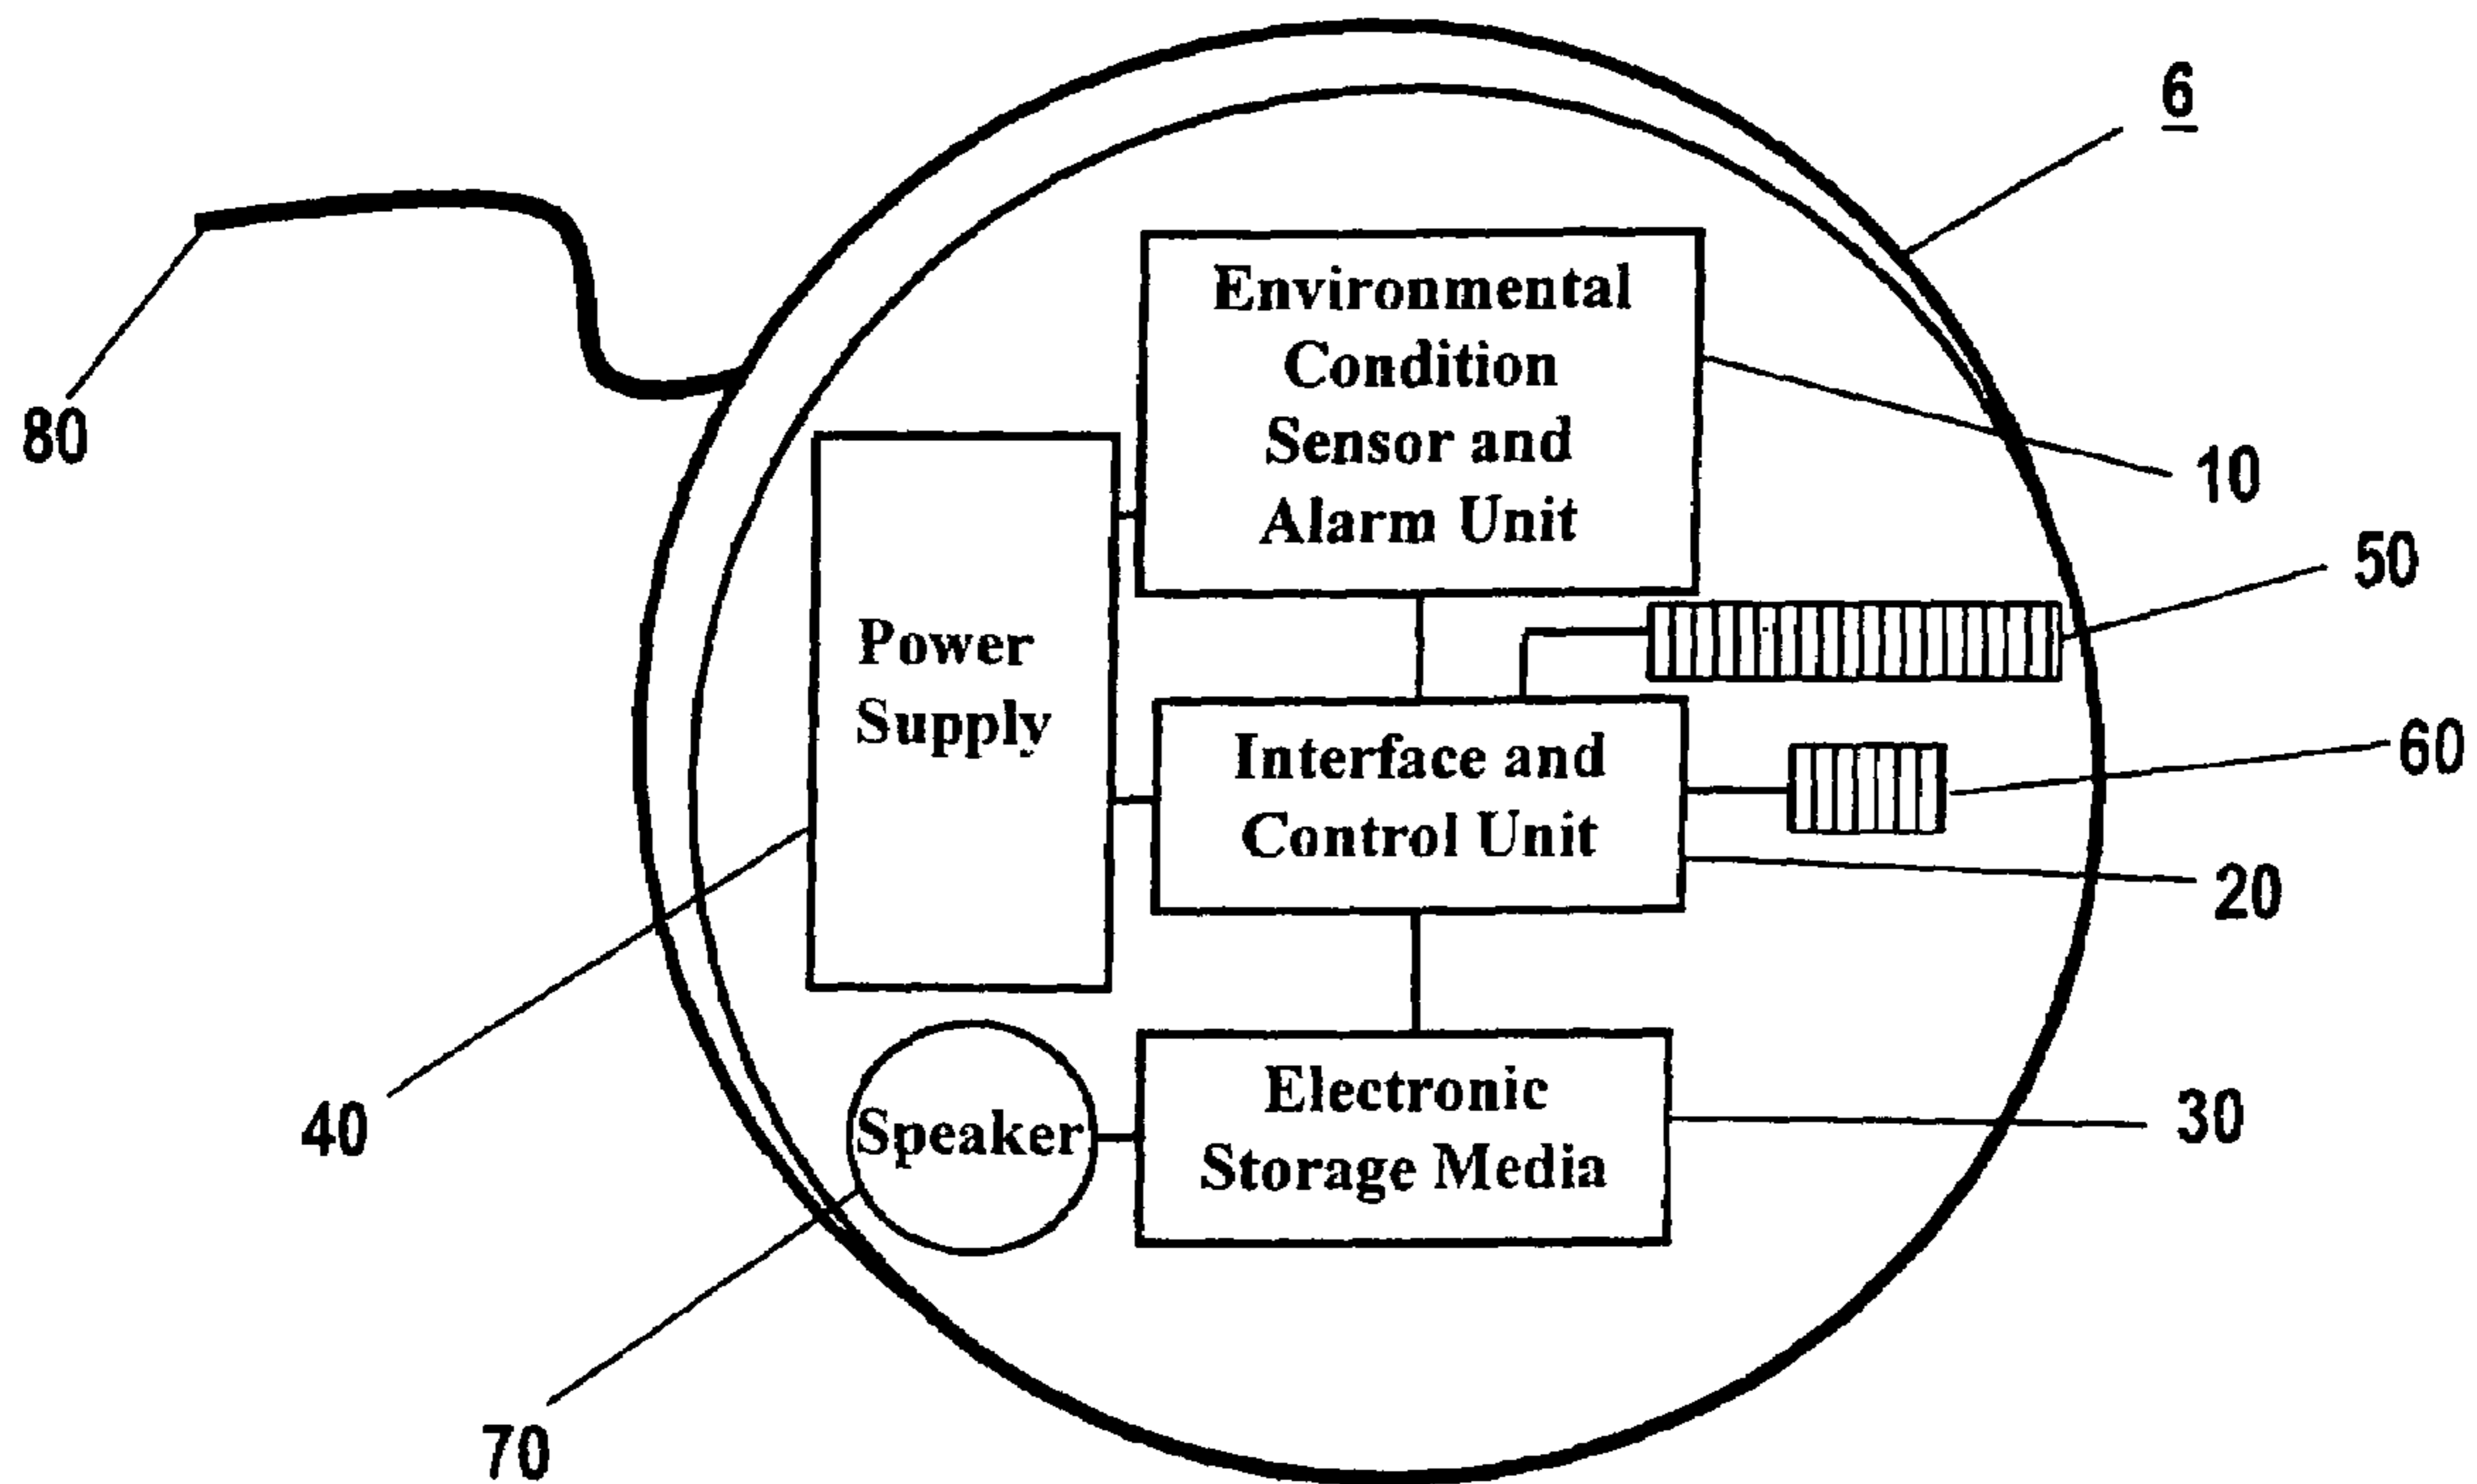 6
Environmental
Condition
Sensor and
Alarm Unit
80
10
50
Power
Supply
Interface and
Control Unit
60
20
40
Speaker
Electronic
Storage Media
30
70